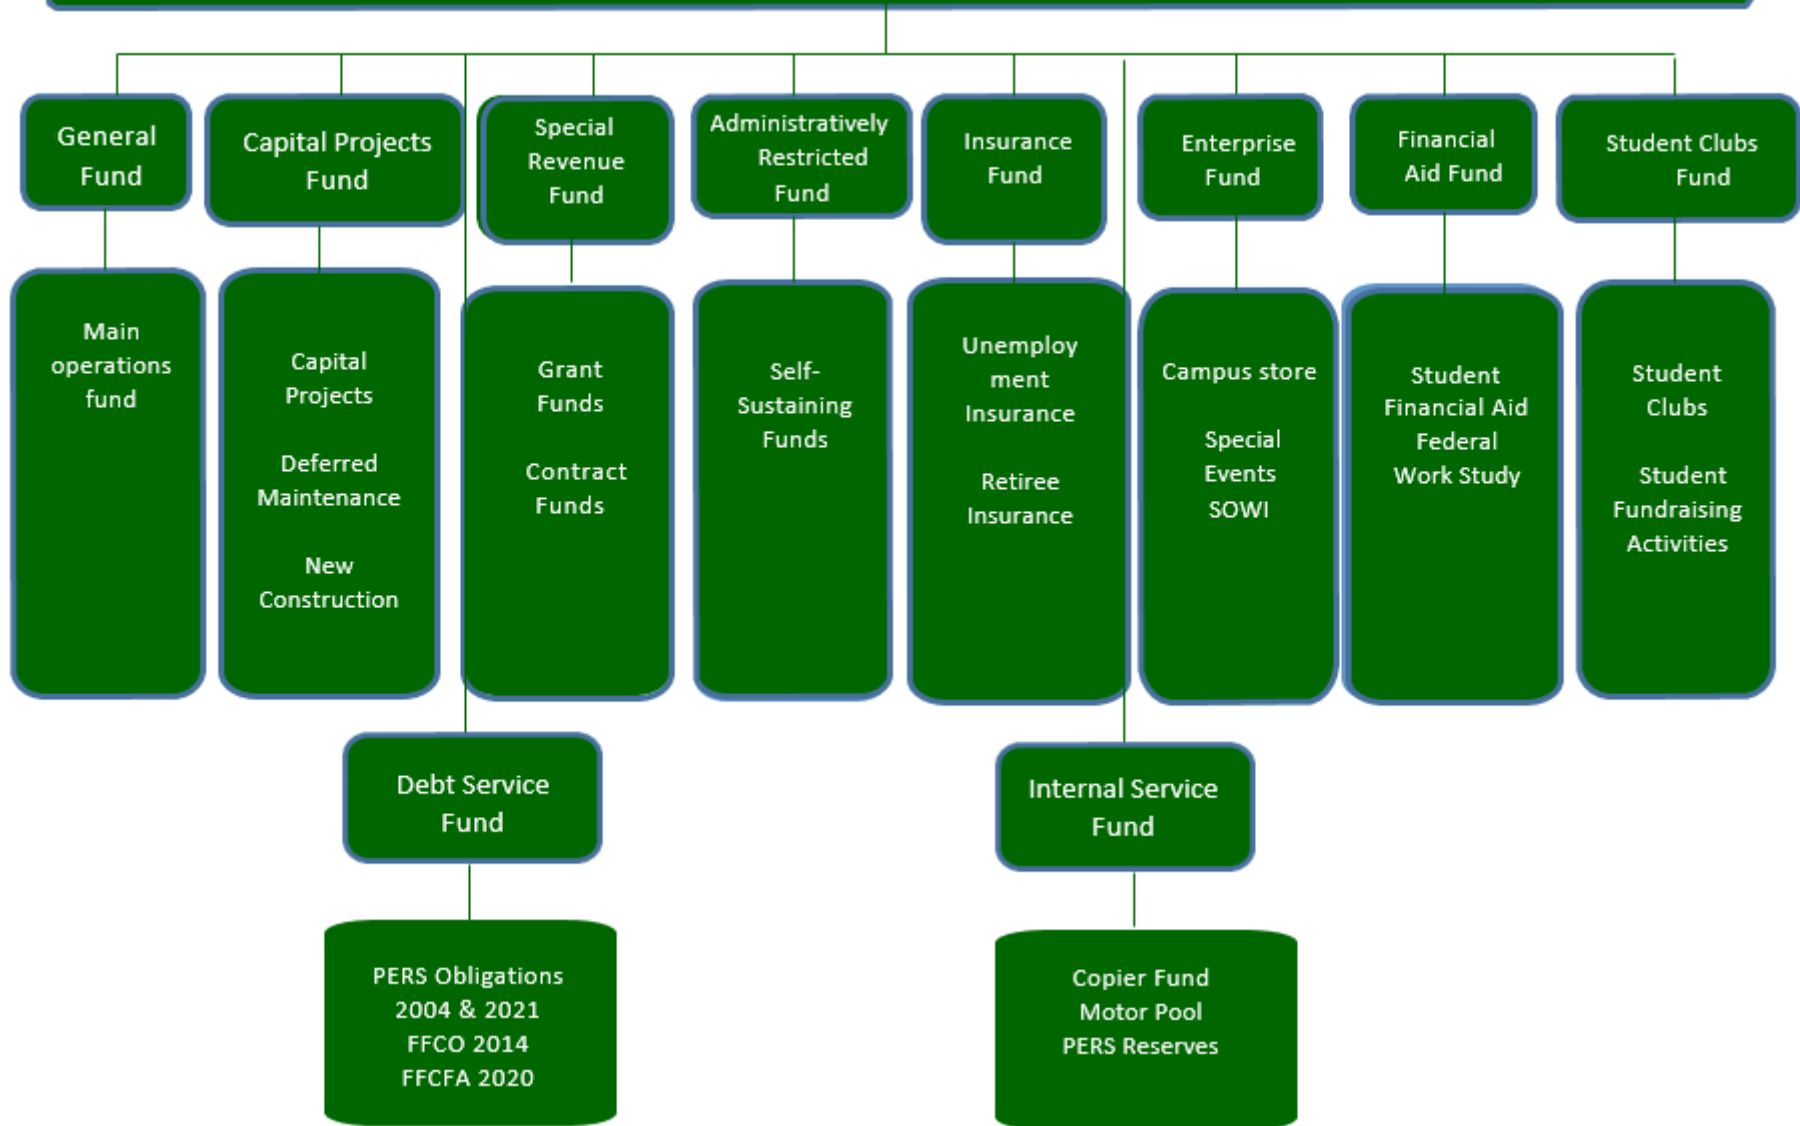 General
Fund
Capital Projects
Fund
Special
Revenue
Fund
Administratively
Restricted
Fund
Insurance
Fund
Enterprise
Fund
Financial
Aid Fund
Student Clubs
Fund
Main
operations
fund
Capital
Projects
Deferred
Maintenance
New
Construction
Grant
Funds
Contract
Funds
Self-
Sustaining
Funds
Unemploy
ment
Insurance
Retiree
Insurance
Campus store
Special
Events
SOWI
Student
Financial Aid
Federal
Work Study
Student
Clubs
Student
Fundraising
Activities
Debt Service
Fund
Internal Service
Fund
PERS Obligations
2004 & 2021
FFCO 2014
FFCFA 2020
Copier Fund
Motor Pool
PERS Reserves